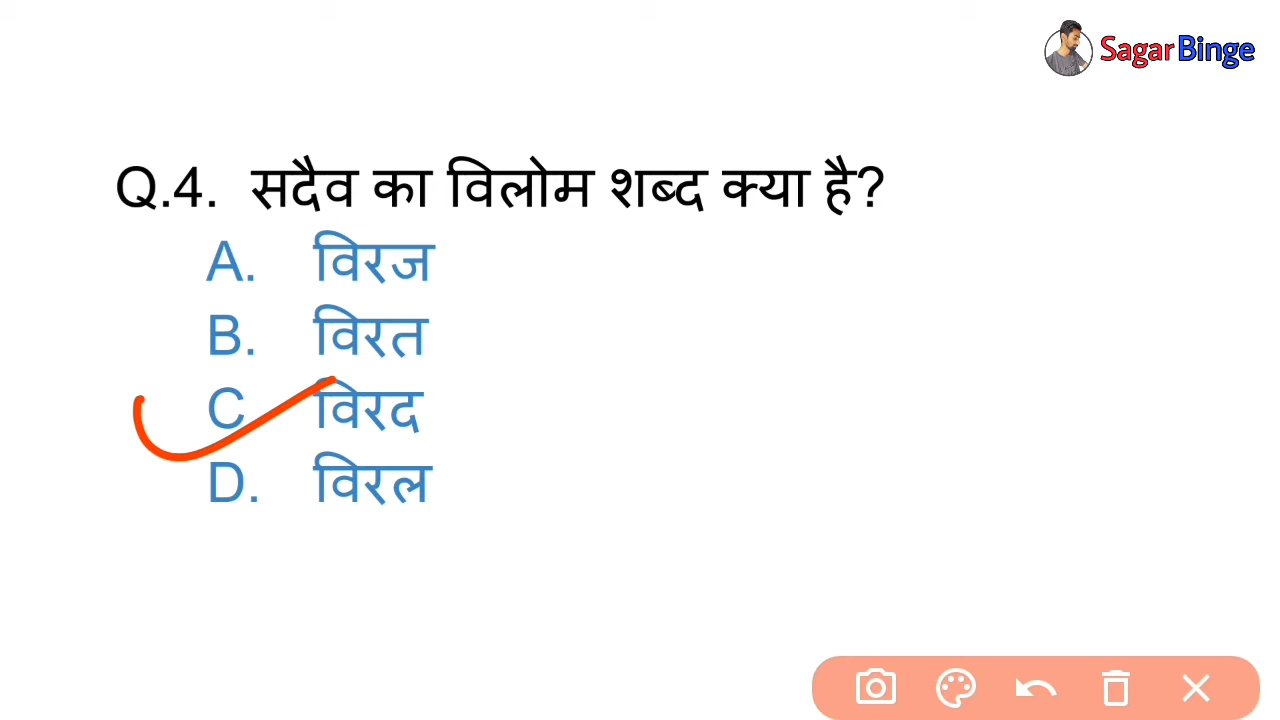 SagarBinge
Q.4. सदैव का विलोम शब्द क्या है?
A. विरज
B. विरत
C विरद
D. विरल